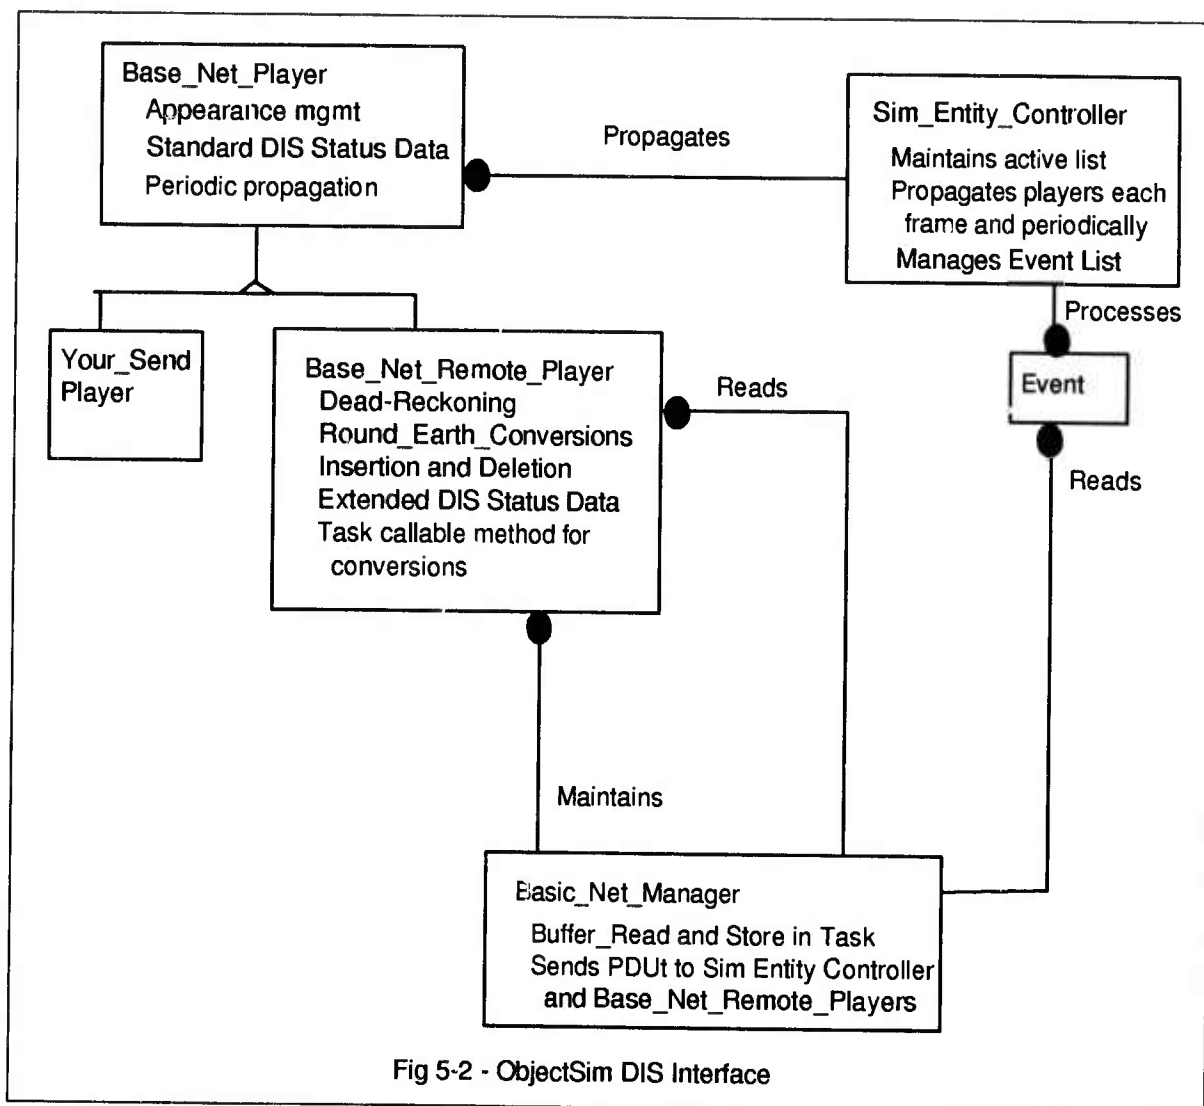 Base_Net_Player
Appearance mgmt
Standard DIS Status Data
Periodic propagation
Propagates
Sim_Entity_Controller
Maintains active list
Propagates players each
frame and periodically
Manages Event List
Processes
Event
Reads
Your_Send
Player
Base_Net_Remote_Player
Dead-Reckoning
Round_Earth_Conversions
Insertion and Deletion
Extended DIS Status Data
Task callable method for
conversions
Reads
Maintains
Basic_Net_Manager
Buffer_Read and Store in Task
Sends PDUt to Sim Entity Controller
and Base_Net_Remote_Players
Fig 5-2 - ObjectSim DIS Interface